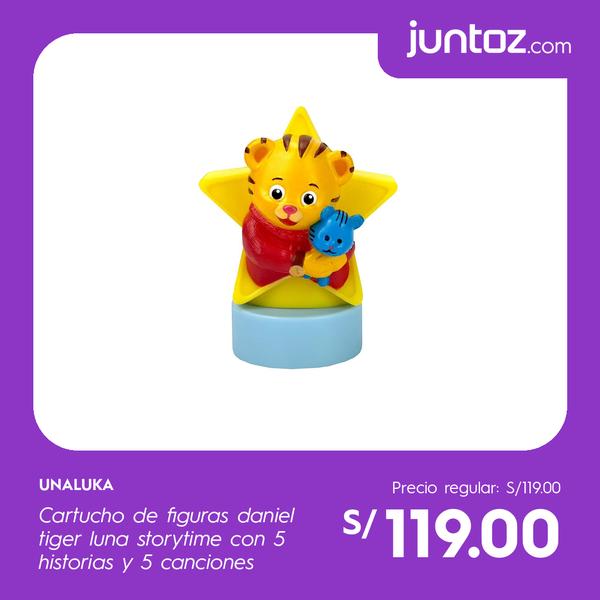 juntoz.com
UNALUKA
Cartucho de figuras daniel
tiger luna storytime con 5
historias y 5 canciones
Precio regular: S/119.00
S/119.00